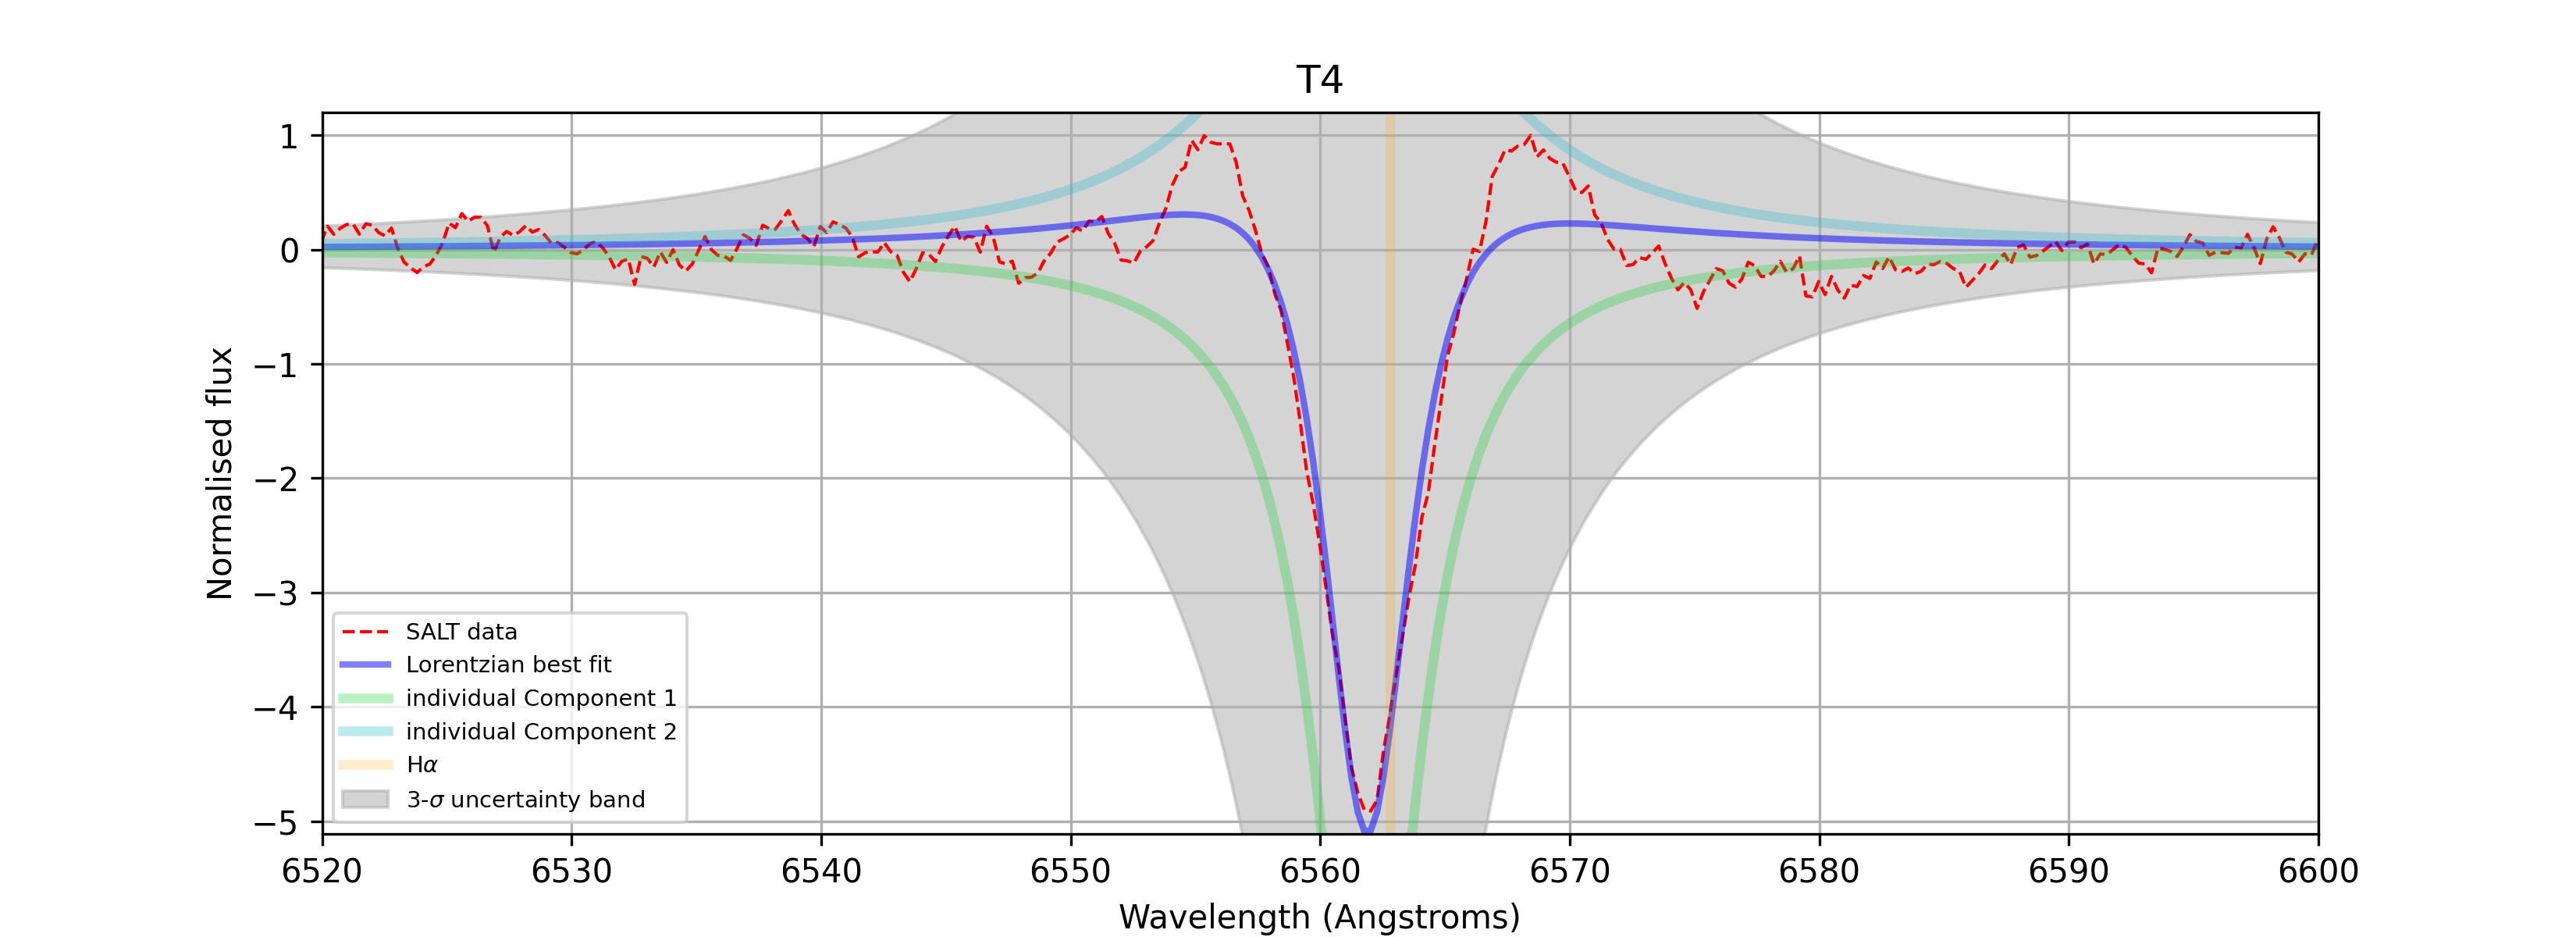 T4
1
0
−1
−2
−3
−4
−5
Normalised flux
SALT data
Lorentzian best fit
individual Component 1
individual Component 2
Hα
3-σ uncertainty band
6520 6530 6540 6550 6560 6570 6580 6590 6600
Wavelength (Angstroms)